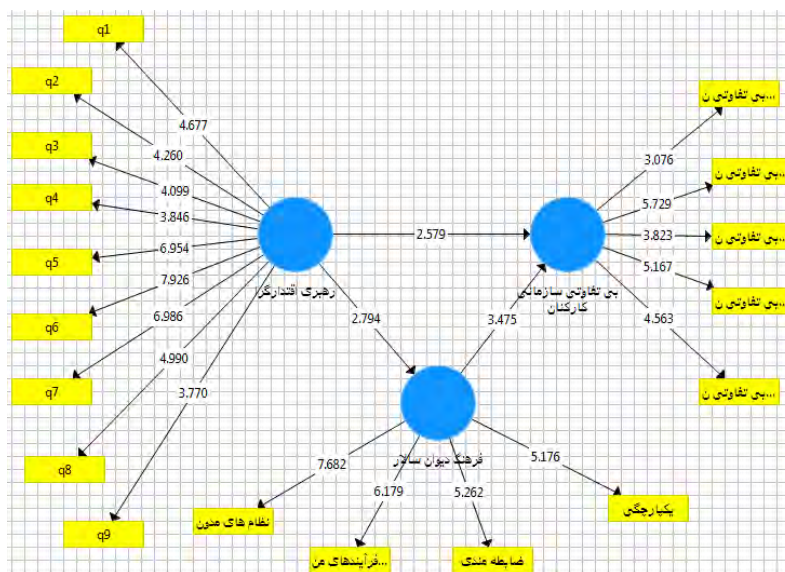 q1
q2
q3
q4
q5
q6
q7
q8
q9
4.677
4.260
4.099
3.846
6.954
7.926
6.986
4.990
3.770
رهبری اقتدارگرا
2.579
2.794
3.475
بی تفاوتی سازمانی
کارکنان
3.076
5.729
3.823
5.167
4.563
بی تفاوتی ن...
بی تفاوتی ن...
بی تفاوتی ن...
بی تفاوتی ن...
بی تفاوتی ن...
فرهنگ دیوان سالار
7.682
6.179
5.262
5.176
نظام های مدون
فرآیندهای من...
ضابطه مندی
یکپارچگی